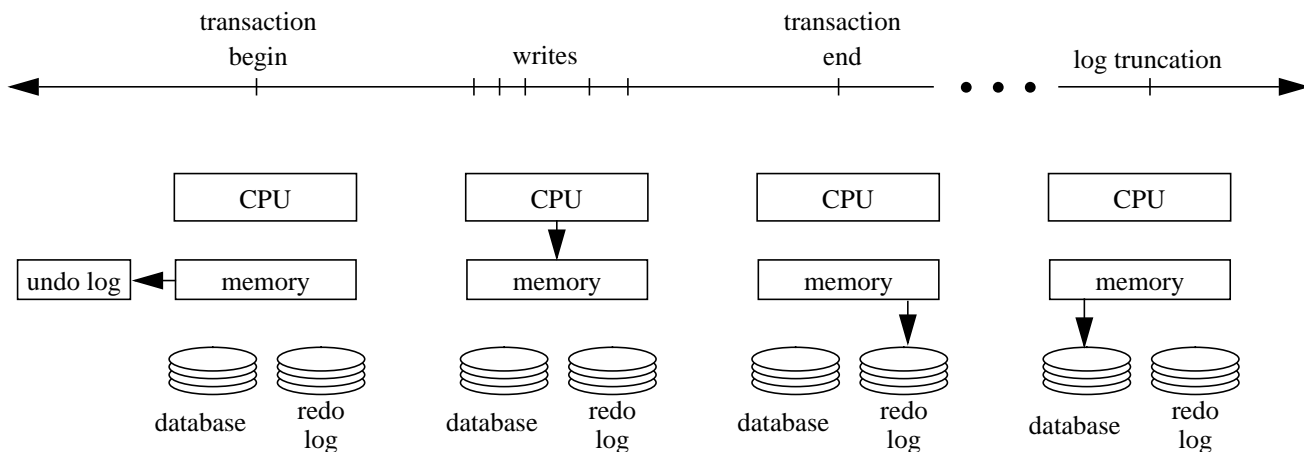 transaction
begin
writes
transaction
end
log truncation
CPU
CPU
CPU
CPU
undo log
memory
memory
memory
memory
database
redo
log
database
redo
log
database
redo
log
database
redo
log